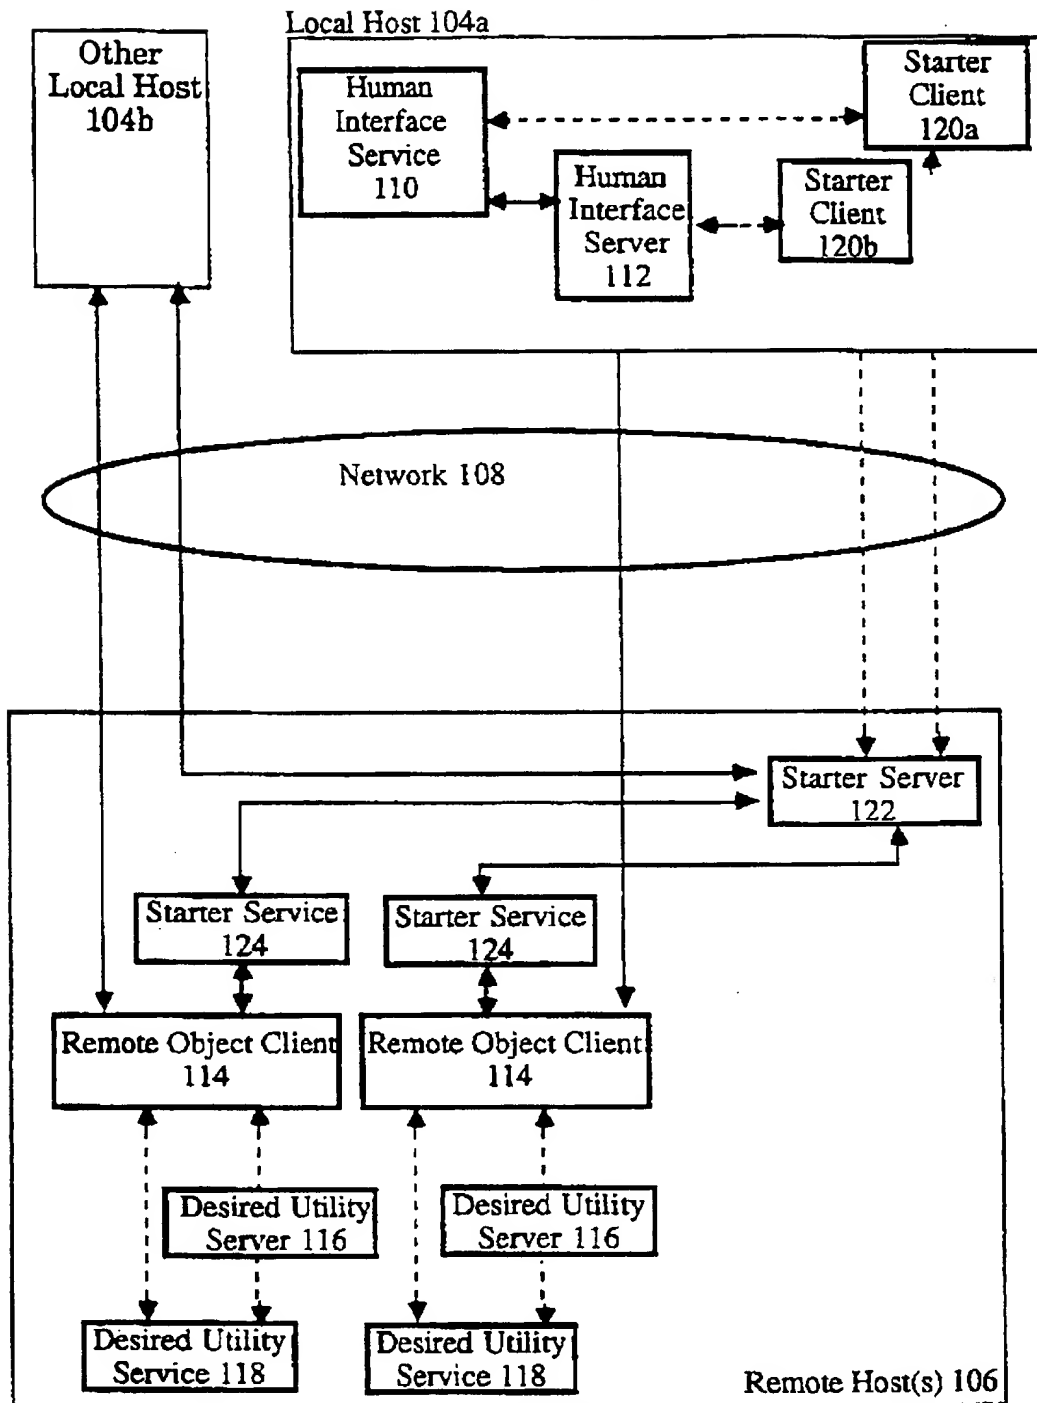 Local Host 104a
Other
Local Host
104b
Human
Interface
Service
110
Starter
Client
120a
Human
Interface
Server
112
Starter
Client
120b
Network 108
Starter Server
122
Starter Service
124
Starter Service
124
Remote Object Client
114
Remote Object Client
114
Desired Utility
Server 116
Desired Utility
Server 116
Desired Utility
Service 118
Desired Utility
Service 118
Remote Host(s) 106